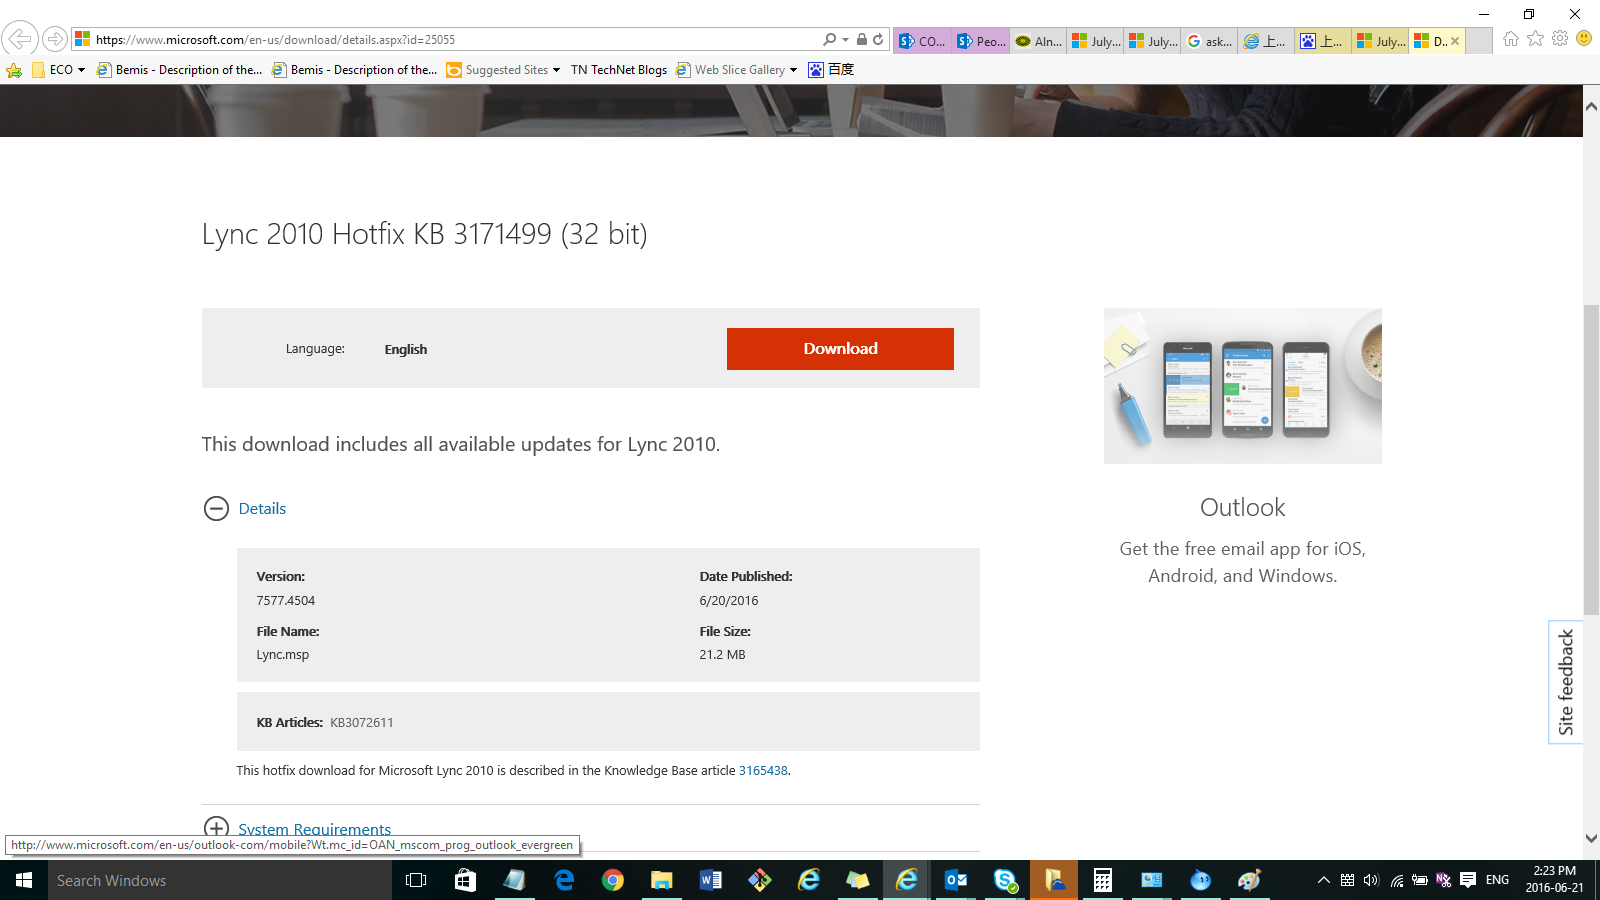 https://www.microsoft.com/en-us/download/details.aspx?id=25055
CO...
Peo...
Aln...
July...
July...
ask...
上...
上...
July...
D...
ECO
Bemis - Description of the...
Bemis - Description of the...
Suggested Sites
TN TechNet Blogs
Web Slice Gallery
百度
Lync 2010 Hotfix KB 3171499 (32 bit)
Language:
English
Download
This download includes all available updates for Lync 2010.
Details
Version:
7577.4504
Date Published:
6/20/2016
File Name:
Lync.msp
File Size:
21.2 MB
KB Articles: KB3072611
This hotfix download for Microsoft Lync 2010 is described in the Knowledge Base article 3165438.
System Requirements
Outlook
Get the free email app for iOS,
Android, and Windows.
Site feedback
http://www.microsoft.com/en-us/outlook-com/mobile?Wt.mc_id=OAN_mscom_prog_outlook_evergreen
Search Windows
ENG
2:23 PM
2016-06-21